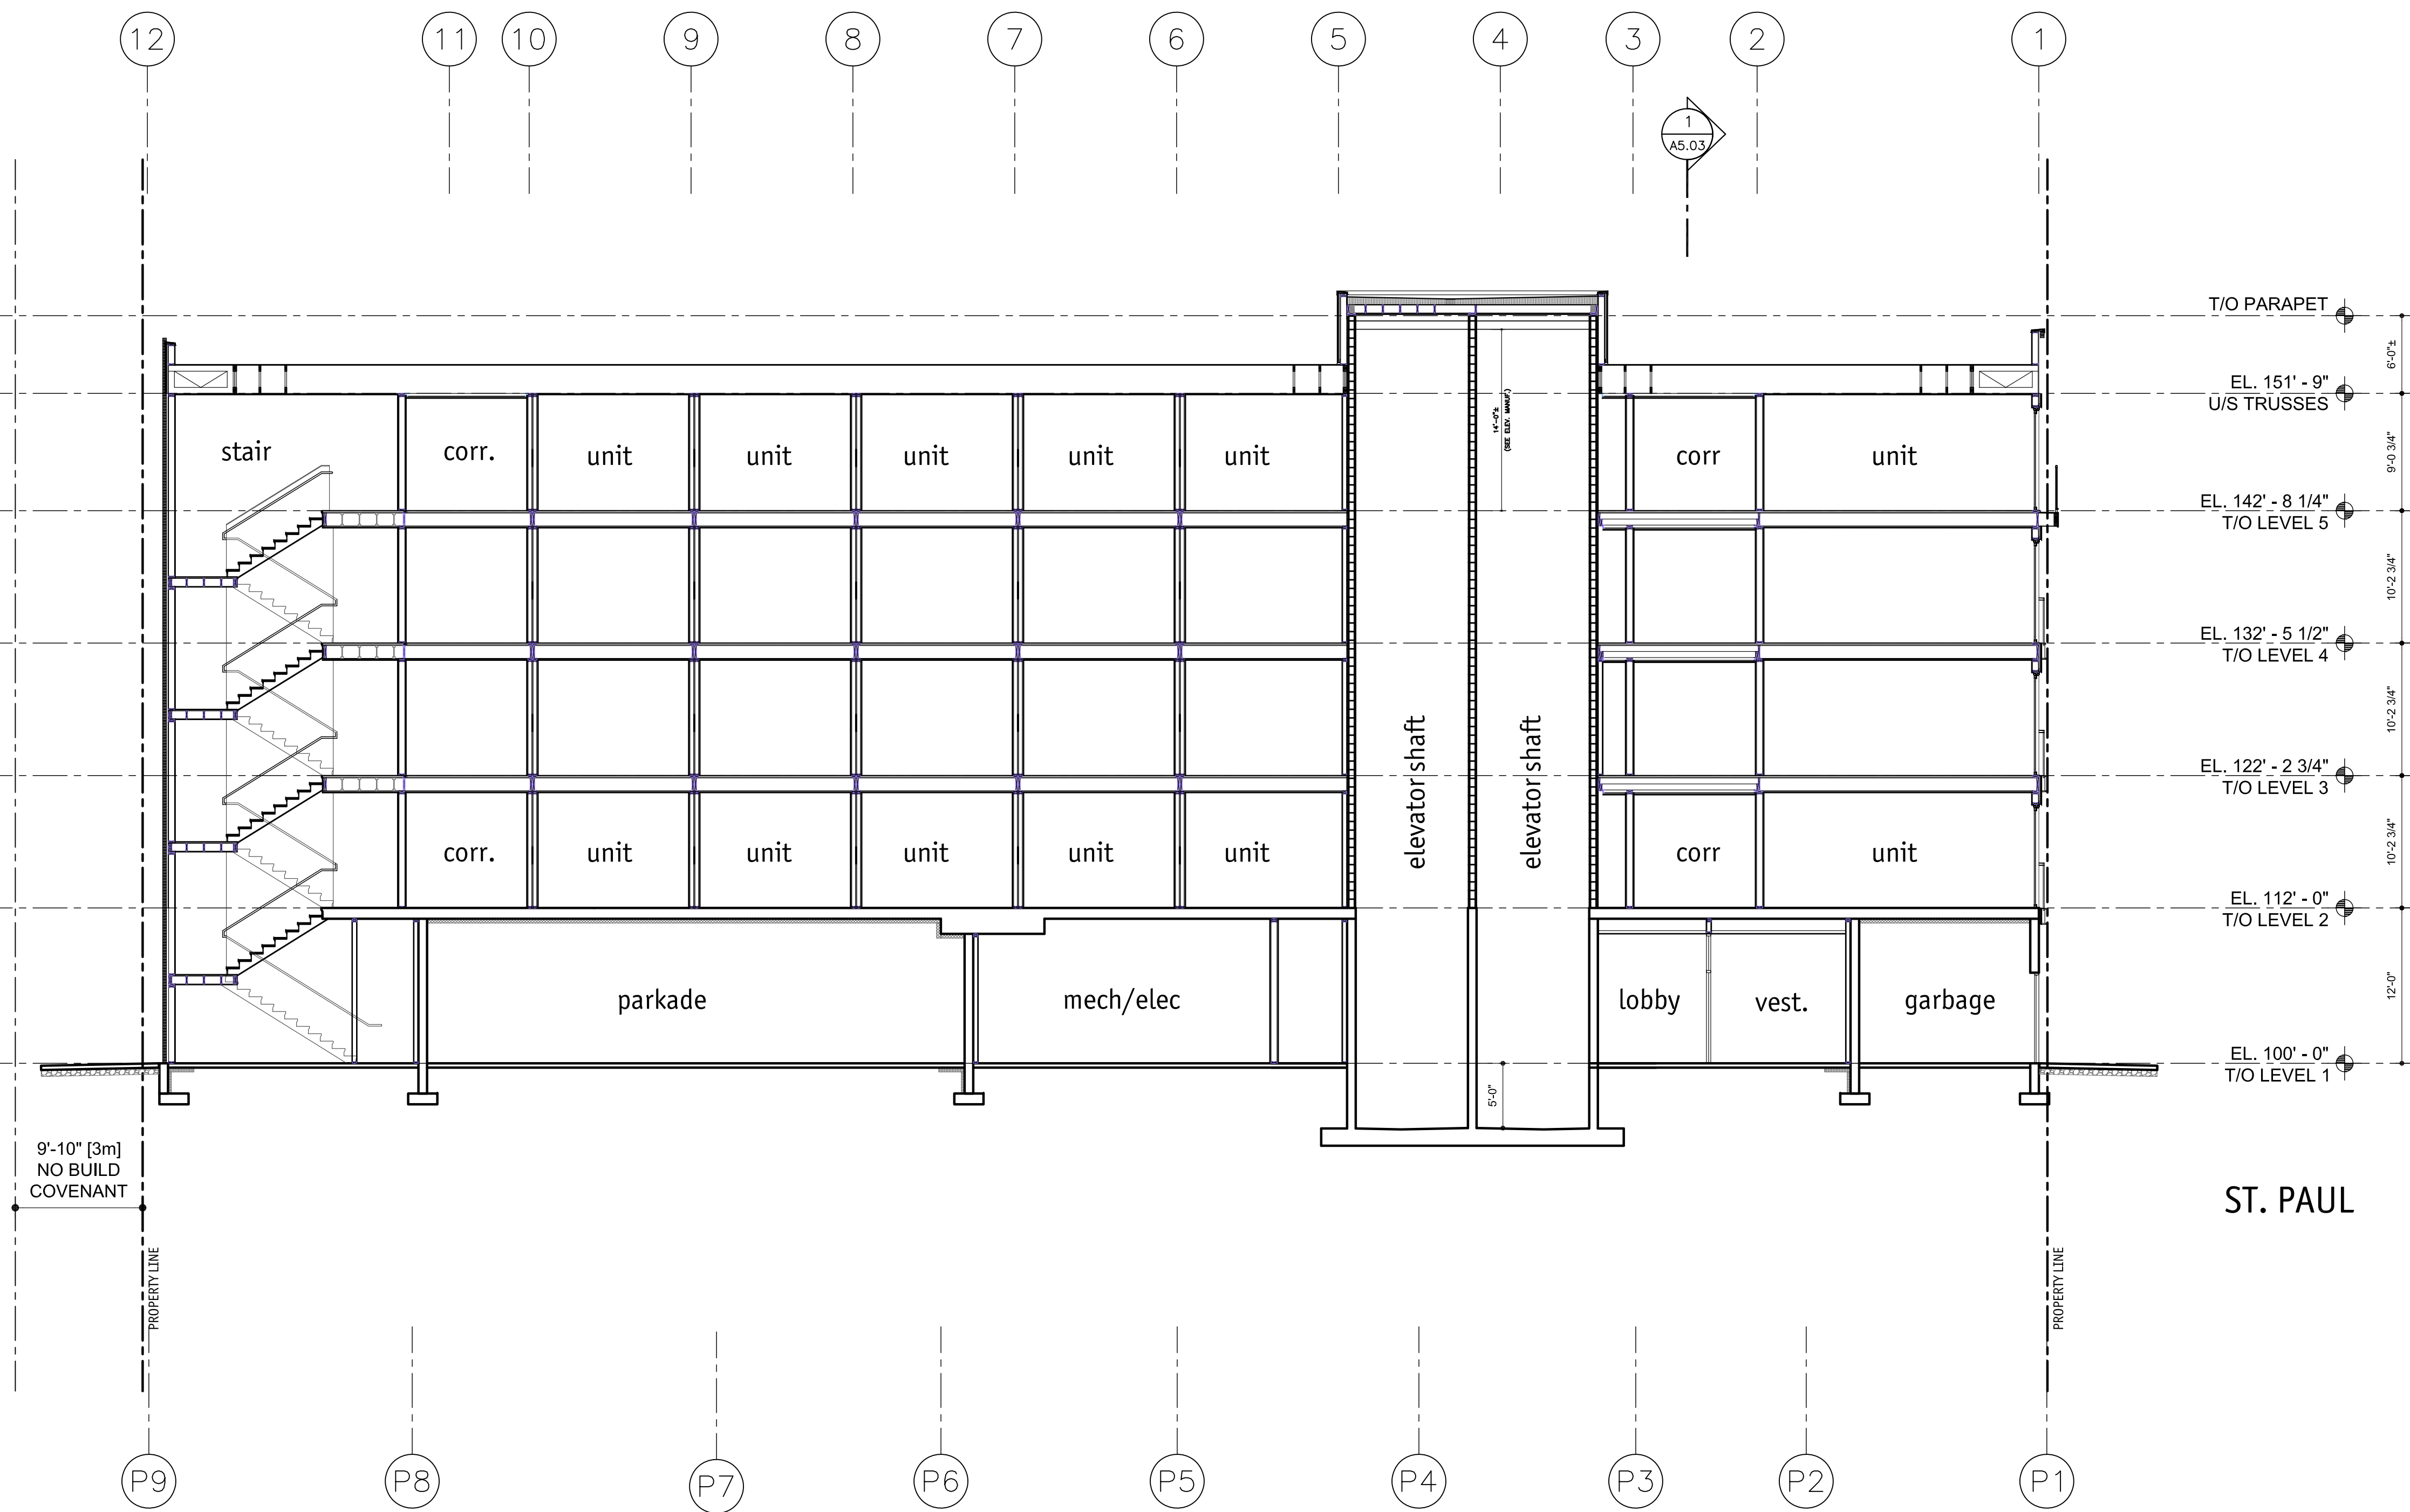 12
11
10
9
8
7
6
5
4
3
2
1
1
A5.03
T/O PARAPET
6'-0"±
EL. 151' - 9"
U/S TRUSSES
14'-0"±
(SEE ELEV. MANUF.)
9'-0 3/4"
stair
corr.
unit
unit
unit
unit
unit
corr
unit
EL. 142' - 8 1/4"
T/O LEVEL 5
10'-2 3/4"
EL. 132' - 5 1/2"
T/O LEVEL 4
10'-2 3/4"
elevator shaft
elevator shaft
EL. 122' - 2 3/4"
T/O LEVEL 3
10'-2 3/4"
corr.
unit
unit
unit
unit
unit
corr
unit
EL. 112' - 0"
T/O LEVEL 2
12'-0"
parkade
mech/elec
lobby
vest.
garbage
EL. 100' - 0"
T/O LEVEL 1
5'-0"
9'-10" [3m]
NO BUILD
COVENANT
ST. PAUL
PROPERTY LINE
PROPERTY LINE
P9
P8
P7
P6
P5
P4
P3
P2
P1